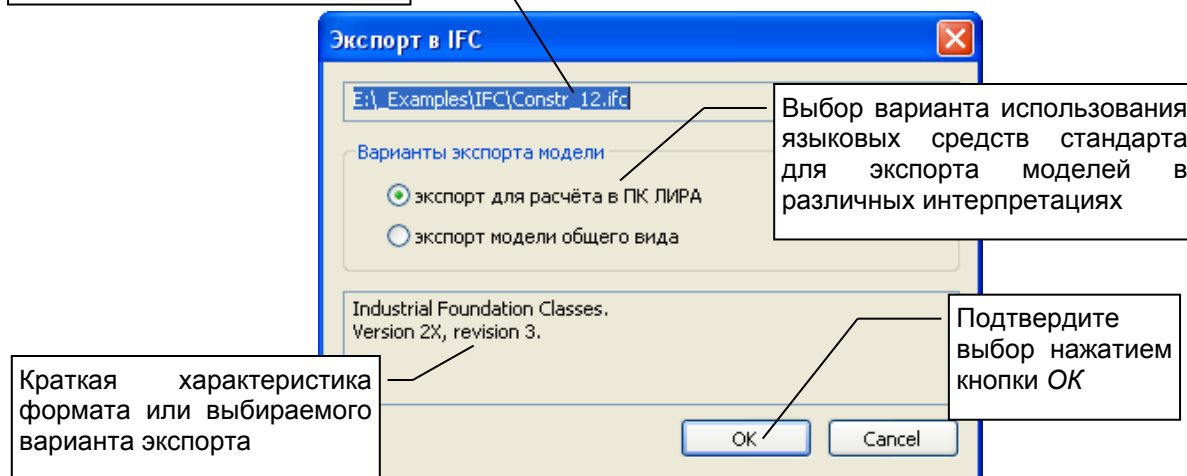 Экспорт в IFC
E:\_Examples\IFC\Constr_12.ifc
Выбор варианта использования
языковых средств стандарта
для экспорта моделей в
различных интерпретациях
Варианты экспорта модели
экспорт для расчёта в ПК ЛИРА
экспорт модели общего вида
Industrial Foundation Classes.
Version 2X, revision 3.
Подтвердите
выбор нажатием
кнопки ОК
Краткая характеристика
формата или выбираемого
варианта экспорта
OK
Cancel